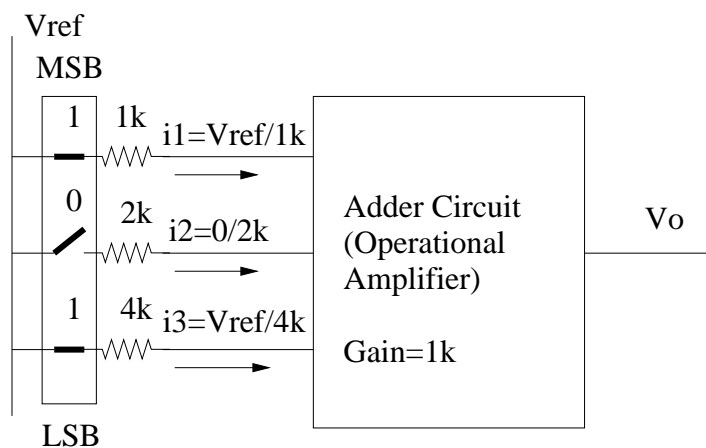 Vref
MSB
1
1k
i1=Vref/1k
0
2k
i2=0/2k
1
4k
i3=Vref/4k
LSB
Adder Circuit
(Operational
Amplifier)
Gain=1k
Vo